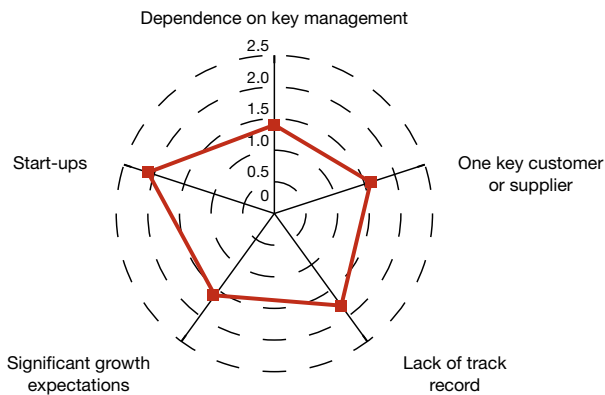 Dependence on key management
2.5
2.0
1.5
1.0
0.5
0
Start-ups
One key customer
or supplier
Significant growth
expectations
Lack of track
record